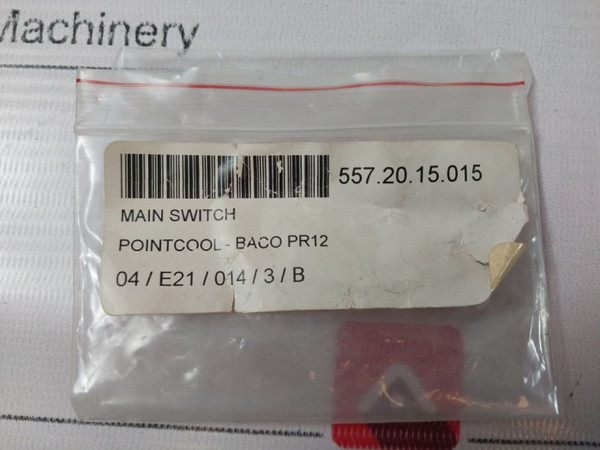 Machinery
557.20.15.015
MAIN SWITCH
POINTCOOL - BACO PR12
04 / E21 / 014 / 3 / B